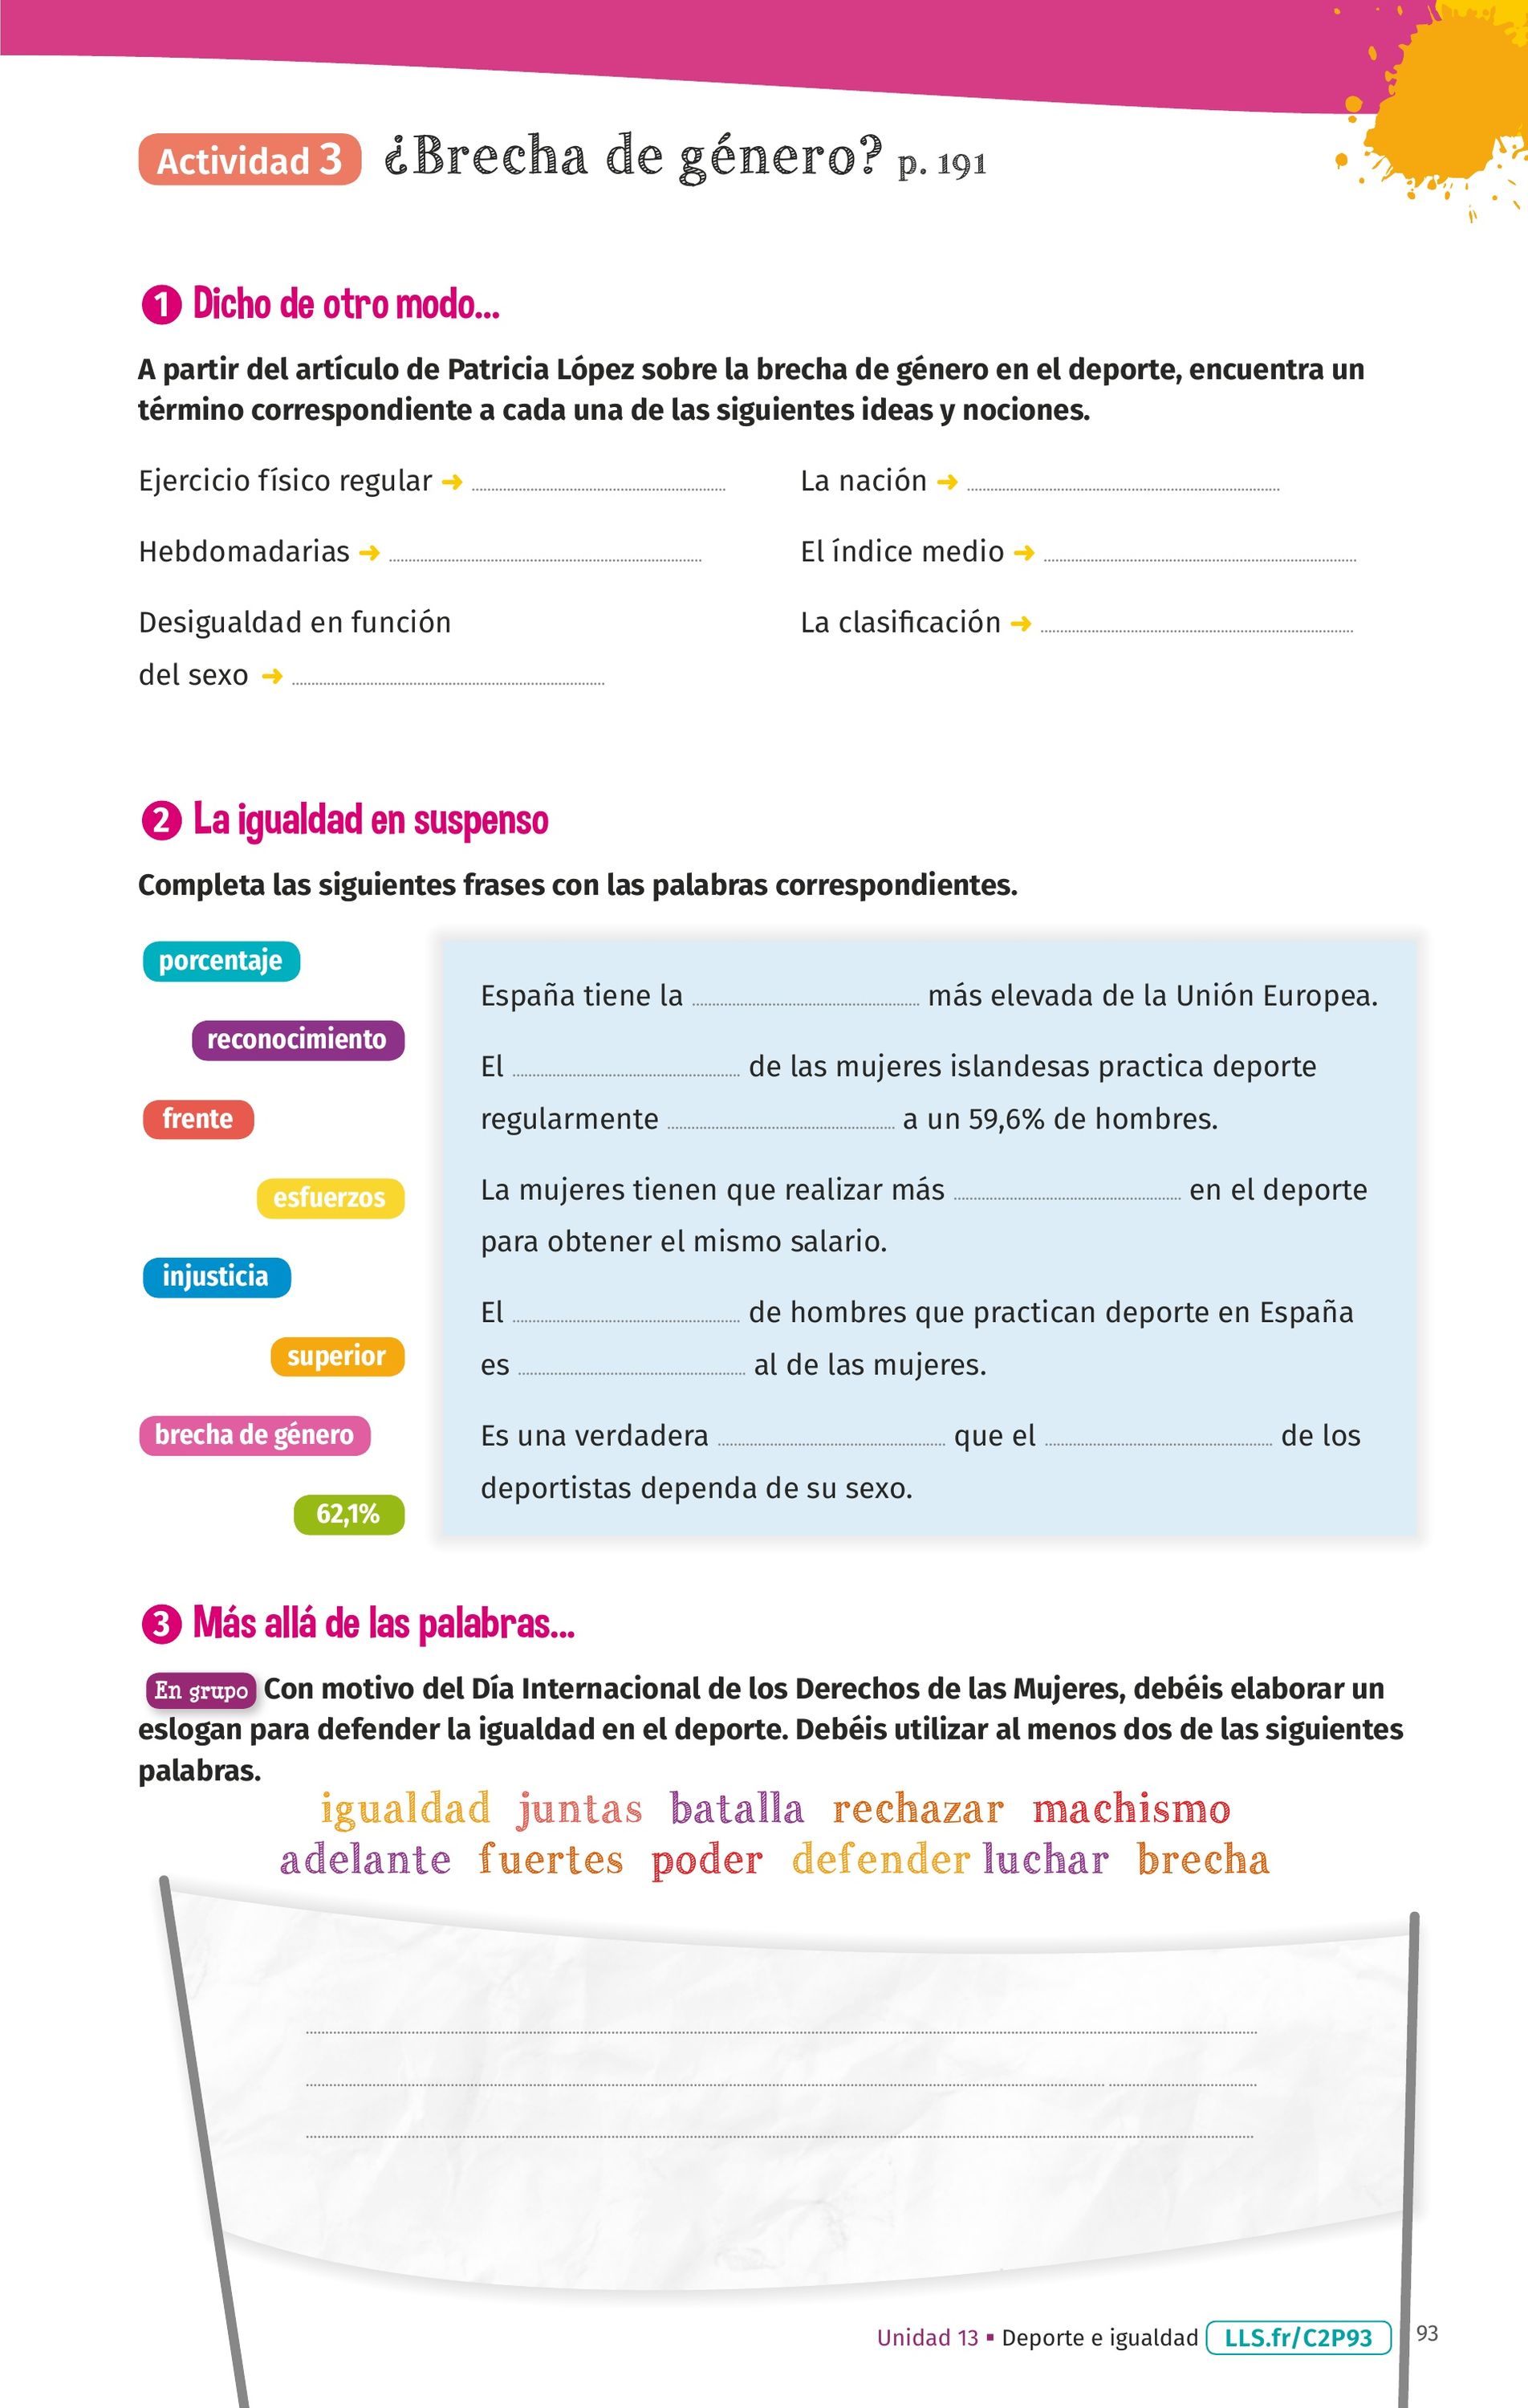 Actividad 3 ¿Brecha de género? p. 191
1 Dicho de otro modo...
A partir del artículo de Patricia López sobre la brecha de género en el deporte, encuentra un
término correspondiente a cada una de las siguientes ideas y nociones.
Ejercicio físico regular ➜ ........................
La nación ➜ ........................
Hebdomadarias ➜ ........................
El índice medio ➜ ........................
Desigualdad en función
del sexo ➜ ........................
La clasificación ➜ ........................
2 La igualdad en suspenso
Completa las siguientes frases con las palabras correspondientes.
porcentaje
reconocimiento
frente
esfuerzos
injusticia
superior
brecha de género
62,1%
España tiene la ........................ más elevada de la Unión Europea.
El ........................ de las mujeres islandesas practica deporte
regularmente ........................ a un 59,6% de hombres.
La mujeres tienen que realizar más ........................ en el deporte
para obtener el mismo salario.
El ........................ de hombres que practican deporte en España
es ........................ al de las mujeres.
Es una verdadera ........................ que el ........................ de los
deportistas dependa de su sexo.
3 Más allá de las palabras...
En grupo Con motivo del Día Internacional de los Derechos de las Mujeres, debéis elaborar un
eslogan para defender la igualdad en el deporte. Debéis utilizar al menos dos de las siguientes
palabras.
igualdad juntas batalla rechazar machismo
adelante fuertes poder defender luchar brecha
Unidad 13 ▪ Deporte e igualdad LLS.fr/C2P93 93